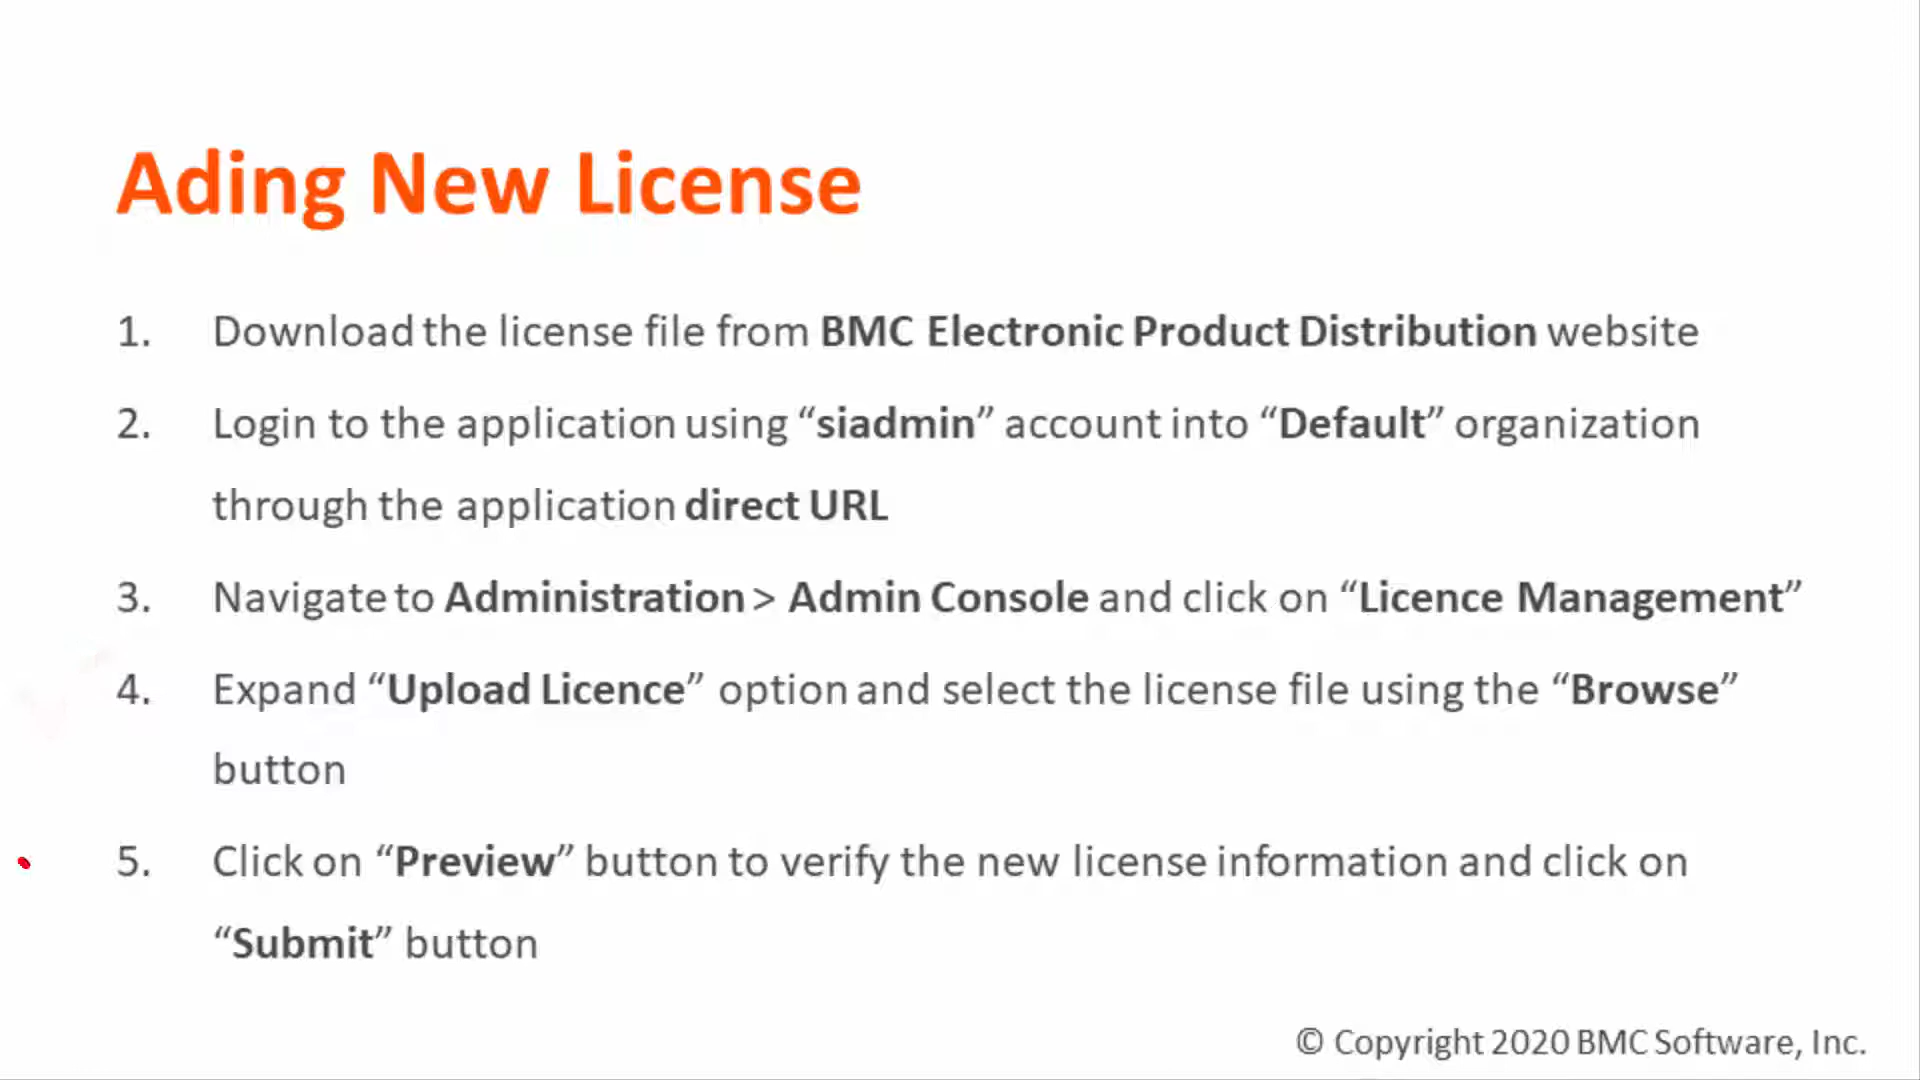 Ading New License
1. Download the license file from BMC Electronic Product Distribution website
2. Login to the application using “siadmin” account into “Default” organization
through the application direct URL
3. Navigate to Administration > Admin Console and click on “Licence Management”
4. Expand “Upload Licence” option and select the license file using the “Browse”
button
5. Click on “Preview” button to verify the new license information and click on
“Submit” button
© Copyright 2020 BMC Software, Inc.